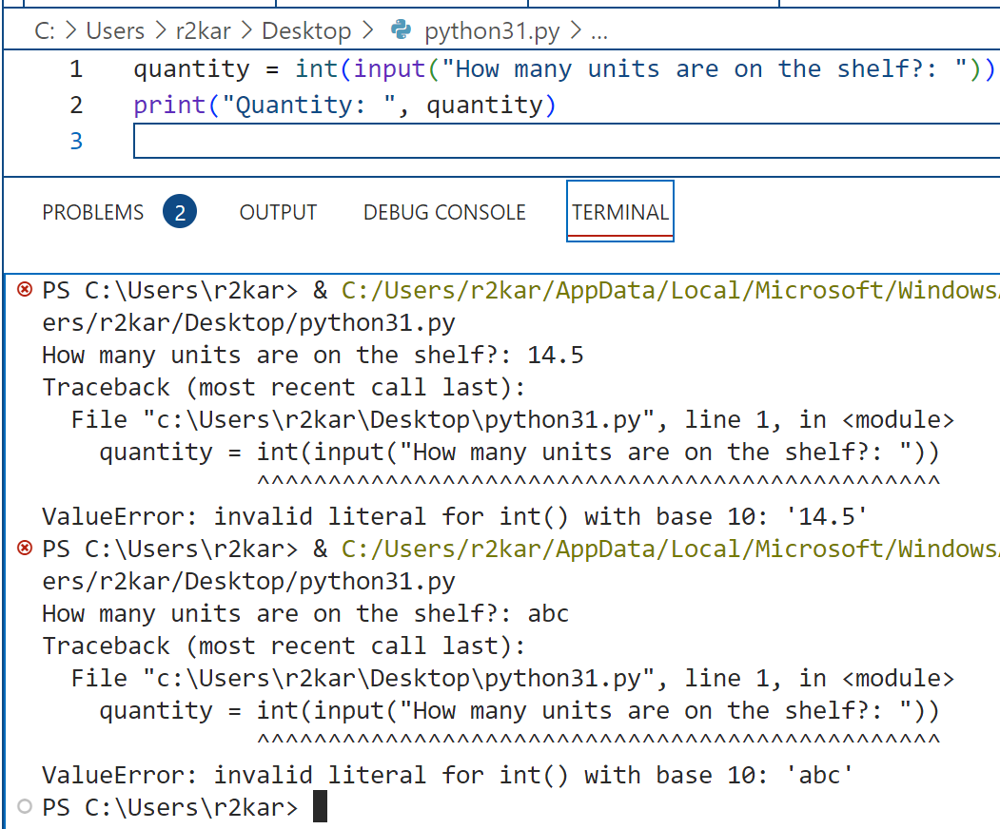 C: > Users > r2kar > Desktop > python31.py > ...
1 quantity = int(input("How many units are on the shelf?: "))
2 print("Quantity: ", quantity)
3
PROBLEMS 2 OUTPUT DEBUG CONSOLE TERMINAL
PS C:\Users\r2kar> & C:/Users/r2kar/AppData/Local/Microsoft/Windows
ers/r2kar/Desktop/python31.py
How many units are on the shelf?: 14.5
Traceback (most recent call last):
  File "c:\Users\r2kar\Desktop\python31.py", line 1, in <module>
    quantity = int(input("How many units are on the shelf?: "))
               ^^^^^^^^^^^^^^^^^^^^^^^^^^^^^^^^^^^^^^^^^^^^^^^^
ValueError: invalid literal for int() with base 10: '14.5'
PS C:\Users\r2kar> & C:/Users/r2kar/AppData/Local/Microsoft/Windows
ers/r2kar/Desktop/python31.py
How many units are on the shelf?: abc
Traceback (most recent call last):
  File "c:\Users\r2kar\Desktop\python31.py", line 1, in <module>
    quantity = int(input("How many units are on the shelf?: "))
               ^^^^^^^^^^^^^^^^^^^^^^^^^^^^^^^^^^^^^^^^^^^^^^^^
ValueError: invalid literal for int() with base 10: 'abc'
PS C:\Users\r2kar>